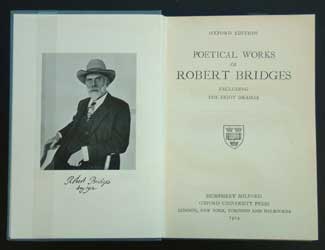 Robert Bridges
OXFORD EDITION
POETICAL WORKS
OF
ROBERT BRIDGES
EXCLUDING
THE EIGHT DRAMAS
HUMPHREY MILFORD
OXFORD UNIVERSITY PRESS
LONDON, NEW YORK, TORONTO AND MELBOURNE